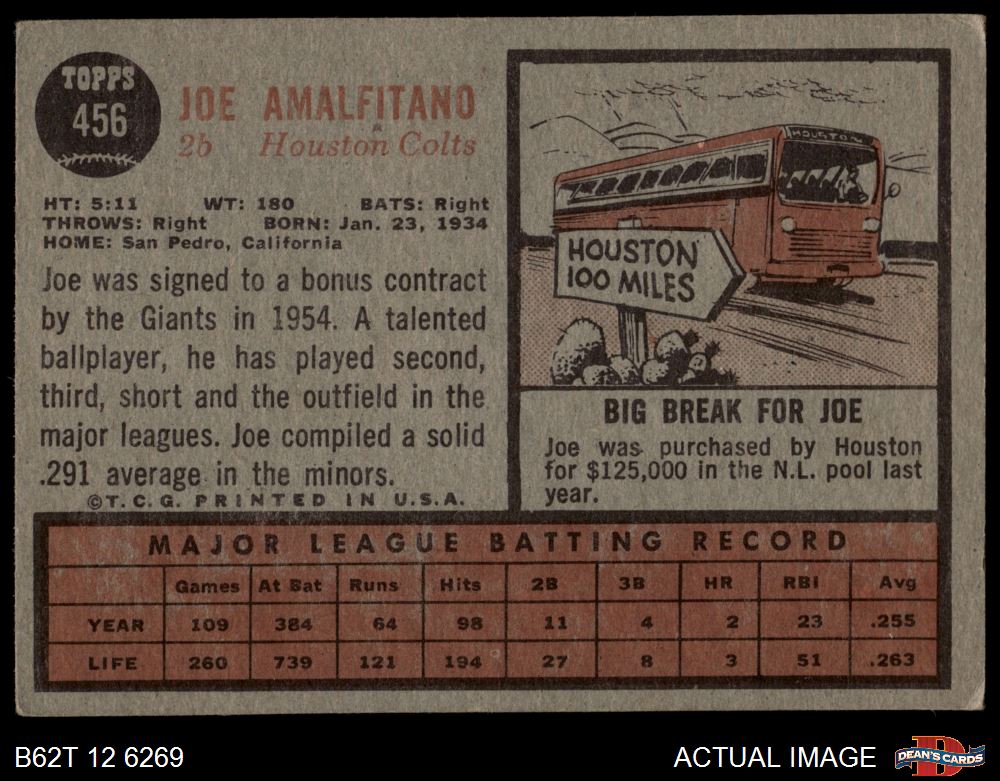 TOPPS
456
JOE AMALFITANO
2b Houston Colts
HT: 5:11 WT: 180 BATS: Right
THROWS: Right BORN: Jan. 23, 1934
HOME: San Pedro, California
Joe was signed to a bonus contract
by the Giants in 1954. A talented
ballplayer, he has played second,
third, short and the outfield in the
major leagues. Joe compiled a solid
.291 average in the minors.
©T.C.G. PRINTED IN U.S.A.
HOUSTON
HOUSTON
100 MILES
BIG BREAK FOR JOE
Joe was purchased by Houston
for $125,000 in the N.L. pool last
year.
MAJOR LEAGUE BATTING RECORD
Games At Bat Runs Hits 2B 3B HR RBI Avg
YEAR 109 384 64 98 11 4 2 23 .255
LIFE 260 739 121 194 27 8 3 51 .263
B62T 12 6269
ACTUAL IMAGE
D
DEAN'S CARDS